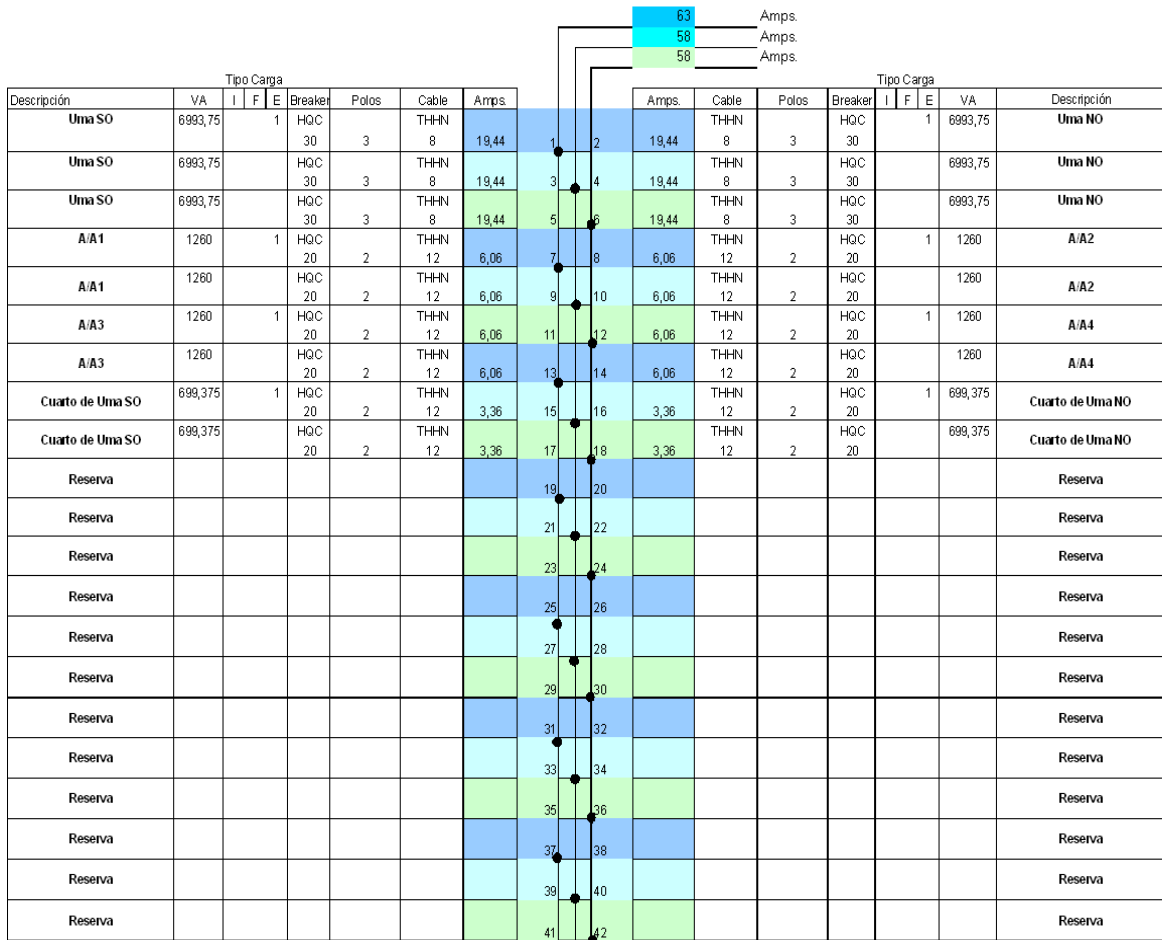 63 Amps.
58 Amps.
58 Amps.
Tipo Carga Tipo Carga
Descripción VA I F E Breaker Polos Cable Amps. Amps. Cable Polos Breaker I F E VA Descripción
Uma SO 6993,75 1 HQC THHN THHN HQC 1 6993,75 Uma NO
30 3 8 19,44 1 2 19,44 8 3 30
Uma SO 6993,75 HQC THHN THHN HQC 6993,75 Uma NO
30 3 8 19,44 3 4 19,44 8 3 30
Uma SO 6993,75 HQC THHN THHN HQC 6993,75 Uma NO
30 3 8 19,44 5 6 19,44 8 3 30
A/A1 1260 1 HQC THHN THHN HQC 1 1260 A/A2
20 2 12 6,06 7 8 6,06 12 2 20
A/A1 1260 HQC THHN THHN HQC 1260 A/A2
20 2 12 6,06 9 10 6,06 12 2 20
A/A3 1260 1 HQC THHN THHN HQC 1 1260 A/A4
20 2 12 6,06 11 12 6,06 12 2 20
A/A3 1260 HQC THHN THHN HQC 1260 A/A4
20 2 12 6,06 13 14 6,06 12 2 20
Cuarto de Uma SO 699,375 1 HQC THHN THHN HQC 1 699,375 Cuarto de Uma NO
20 2 12 3,36 15 16 3,36 12 2 20
Cuarto de Uma SO 699,375 HQC THHN THHN HQC 699,375 Cuarto de Uma NO
20 2 12 3,36 17 18 3,36 12 2 20
Reserva 19 20 Reserva
Reserva 21 22 Reserva
Reserva 23 24 Reserva
Reserva 25 26 Reserva
Reserva 27 28 Reserva
Reserva 29 30 Reserva
Reserva 31 32 Reserva
Reserva 33 34 Reserva
Reserva 35 36 Reserva
Reserva 37 38 Reserva
Reserva 39 40 Reserva
Reserva 41 42 Reserva